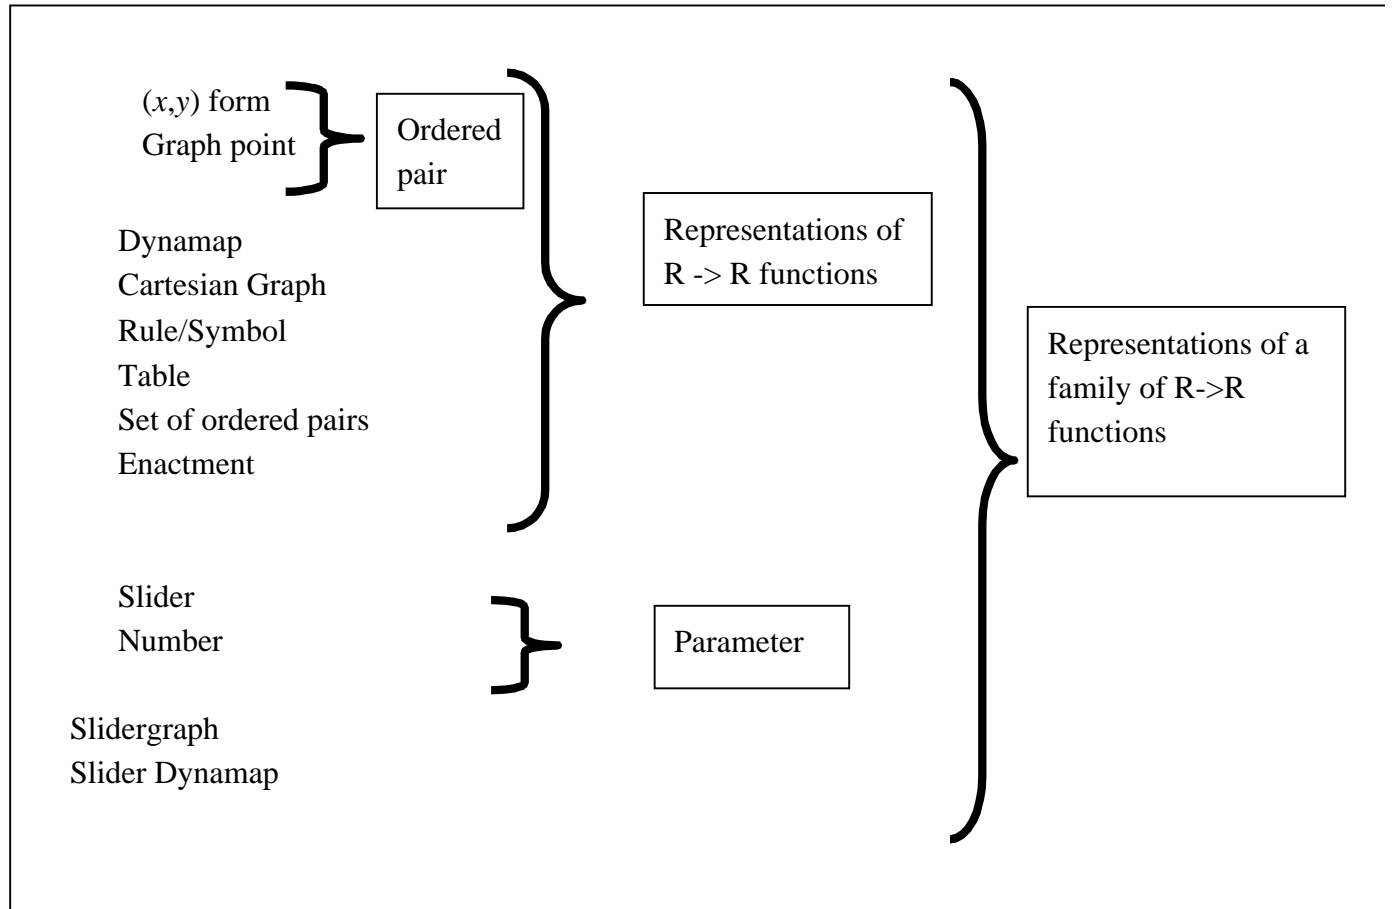 (x,y) form
Graph point
Ordered
pair
Dynamap
Cartesian Graph
Rule/Symbol
Table
Set of ordered pairs
Enactment
Representations of
R -> R functions
Slider
Number
Parameter
Slidergraph
Slider Dynamap
Representations of a
family of R->R
functions